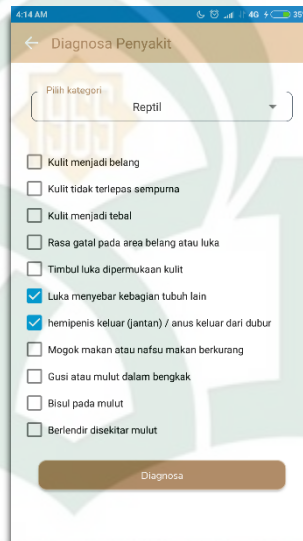 4:14 AM 4G 35
Diagnosa Penyakit
Pilih kategori
Reptil
Kulit menjadi belang
Kulit tidak terlepas sempurna
Kulit menjadi tebal
Rasa gatal pada area belang atau luka
Timbul luka dipermukaan kulit
Luka menyebar kebagian tubuh lain
hemipenis keluar (jantan) / anus keluar dari dubur
Mogok makan atau nafsu makan berkurang
Gusi atau mulut dalam bengkak
Bisul pada mulut
Berlendir disekitar mulut
Diagnosa